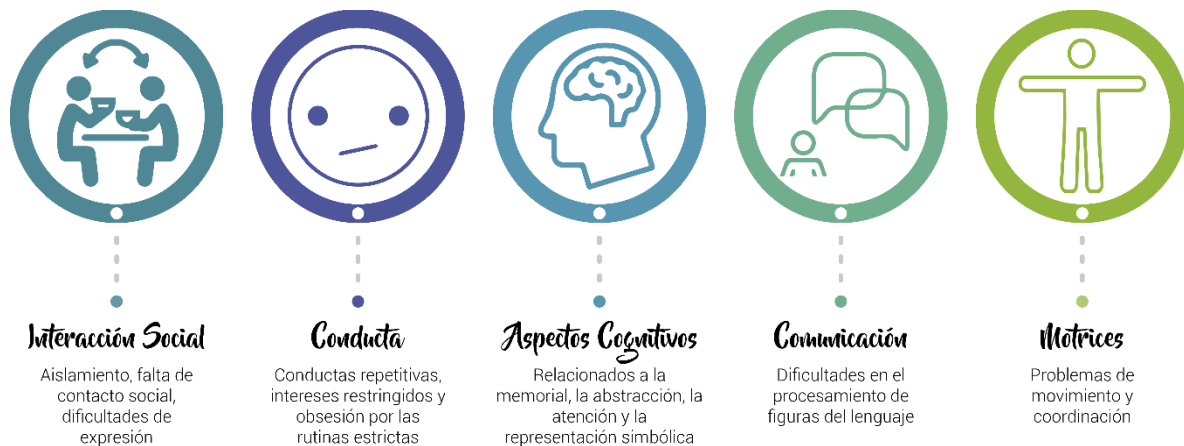 Interacción Social
Aislamiento, falta de
contacto social,
dificultades de
expresión
Conducta
Conductas repetitivas,
intereses restringidos y
obsesión por las
rutinas estrictas
Aspectos Cognitivos
Relacionados a la
memorial, la abstracción, la
atención y la
representación simbólica
Comunicación
Dificultades en el
procesamiento de
figuras del lenguaje
Motrices
Problemas de
movimiento y
coordinación